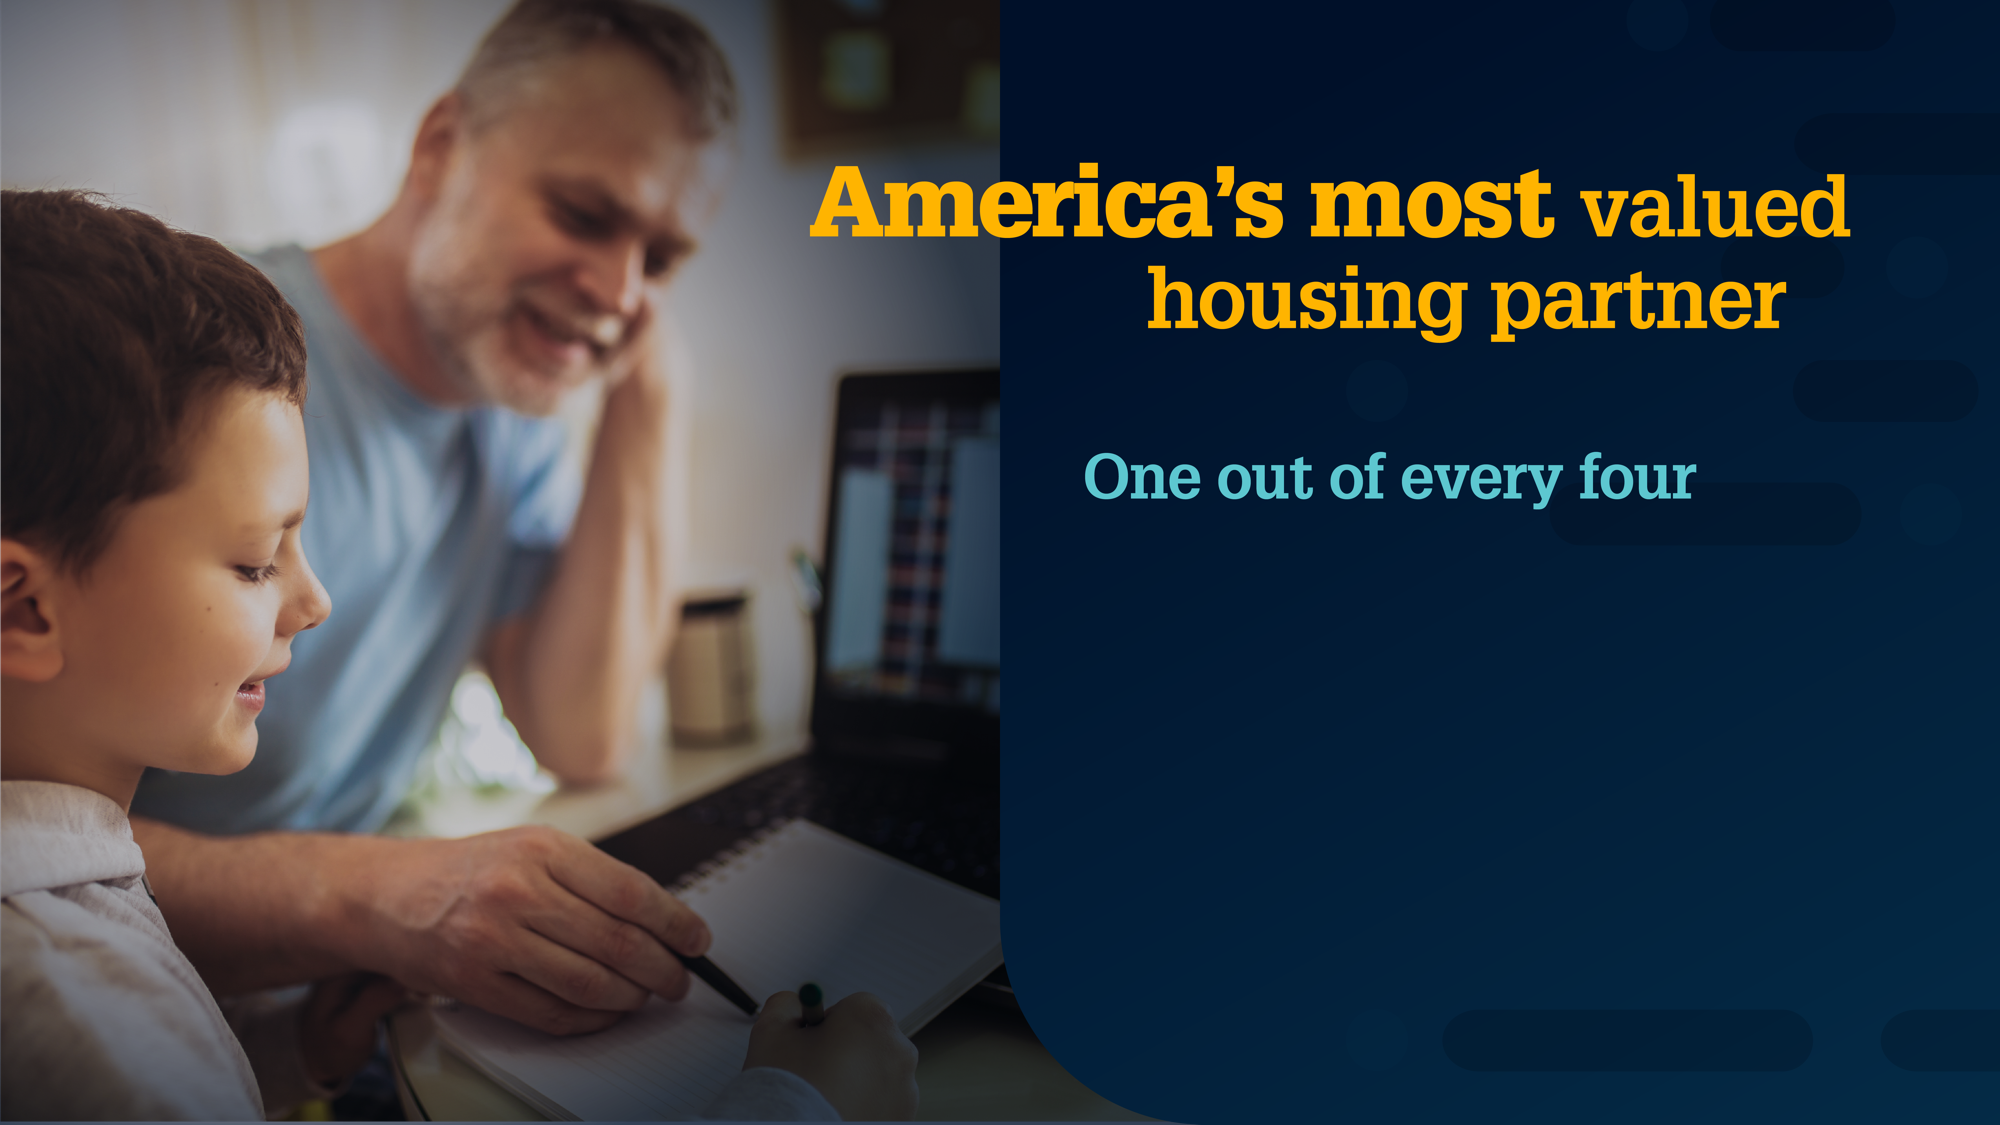 America’s most valued
housing partner
One out of every four